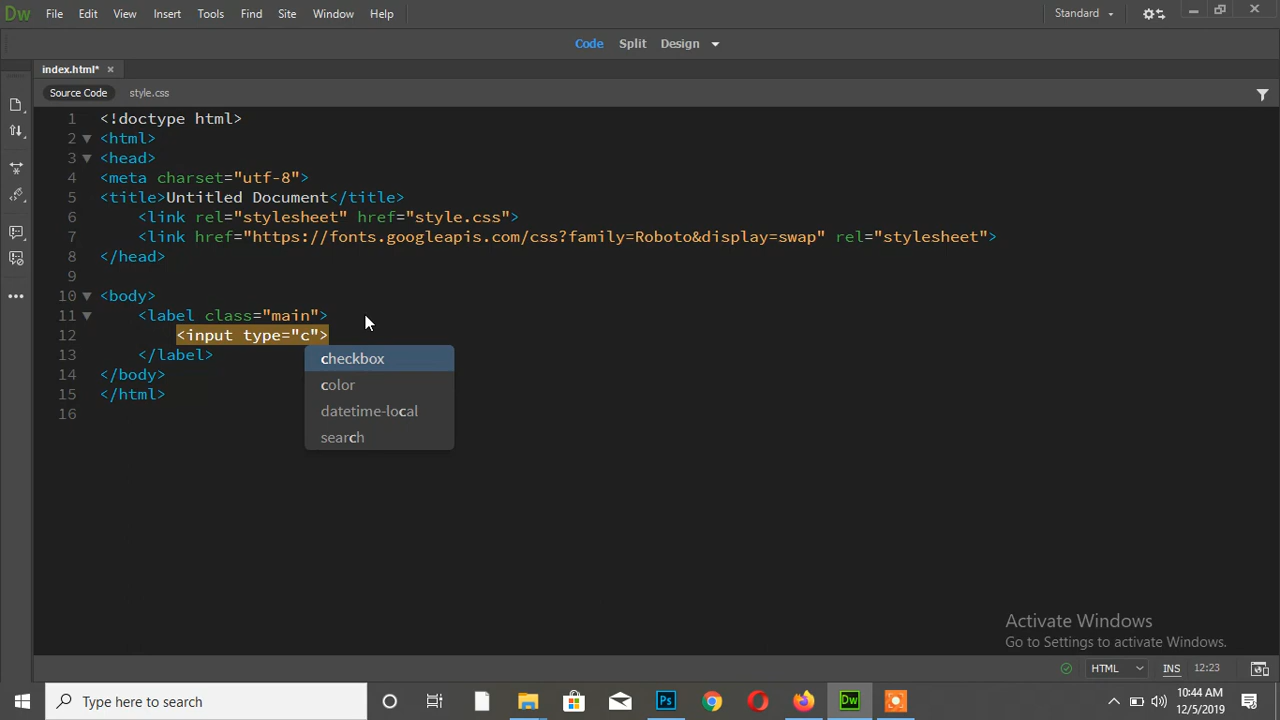 Dw File Edit View Insert Tools Find Site Window Help Standard
Code Split Design
index.html*
Source Code style.css
1 <!doctype html>
2 <html>
3 <head>
4 <meta charset="utf-8">
5 <title>Untitled Document</title>
6 <link rel="stylesheet" href="style.css">
7 <link href="https://fonts.googleapis.com/css?family=Roboto&display=swap" rel="stylesheet">
8 </head>
9
10 <body>
11 <label class="main">
12 <input type="c">
13 </label>
14 </body>
15 </html>
16
checkbox
color
datetime-local
search
Activate Windows
Go to Settings to activate Windows.
HTML INS 12:23
Type here to search
Ps
Dw
10:44 AM
12/5/2019